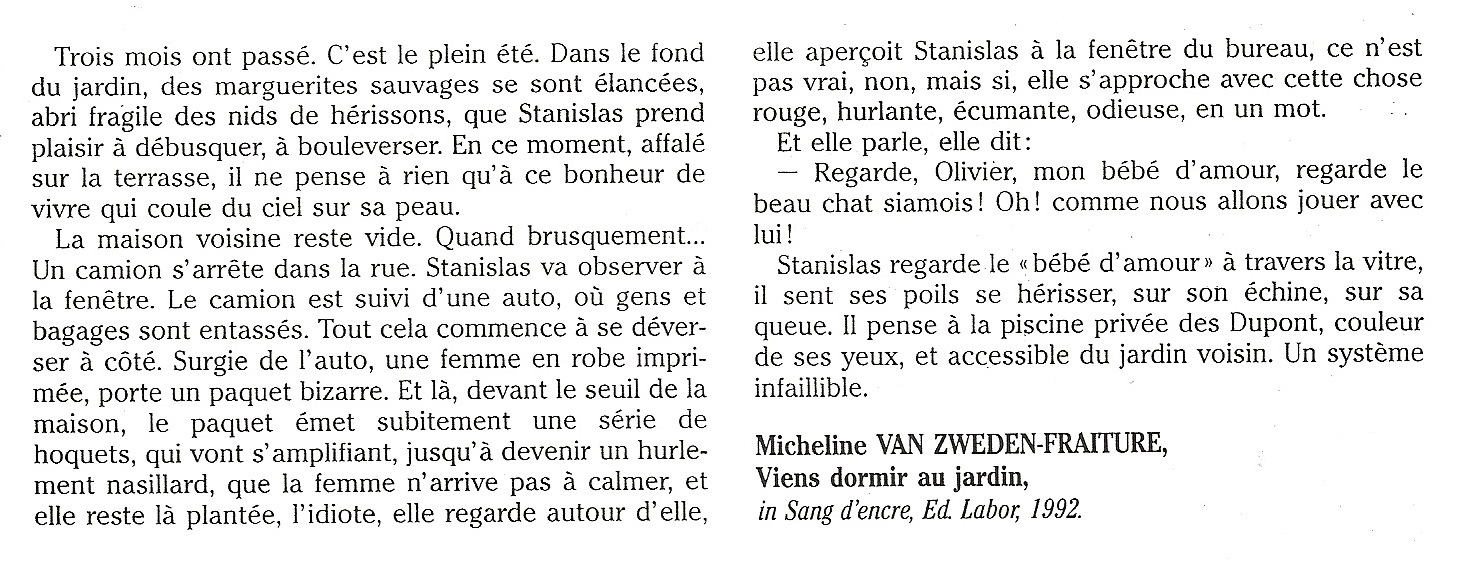 Trois mois ont passé. C'est le plein été. Dans le fond
du jardin, des marguerites sauvages se sont élancées,
abri fragile des nids de hérissons, que Stanislas prend
plaisir à débusquer, à bouleverser. En ce moment, affalé
sur la terrasse, il ne pense à rien qu'à ce bonheur de
vivre qui coule du ciel sur sa peau.
La maison voisine reste vide. Quand brusquement...
Un camion s'arrête dans la rue. Stanislas va observer à
la fenêtre. Le camion est suivi d'une auto, où gens et
bagages sont entassés. Tout cela commence à se déver-
ser à côté. Surgie de l'auto, une femme en robe impri-
mée, porte un paquet bizarre. Et là, devant le seuil de la
maison, le paquet émet subitement une série de
hoquets, qui vont s'amplifiant, jusqu'à devenir un hurle-
ment nasillard, que la femme n'arrive pas à calmer, et
elle reste là plantée, l'idiote, elle regarde autour d'elle,
elle aperçoit Stanislas à la fenêtre du bureau, ce n'est
pas vrai, non, mais si, elle s'approche avec cette chose
rouge, hurlante, écumante, odieuse, en un mot.
Et elle parle, elle dit:
— Regarde, Olivier, mon bébé d'amour, regarde le
beau chat siamois! Oh! comme nous allons jouer avec
lui!
Stanislas regarde le «bébé d'amour» à travers la vitre,
il sent ses poils se hérisser, sur son échine, sur sa
queue. Il pense à la piscine privée des Dupont, couleur
de ses yeux, et accessible du jardin voisin. Un système
infaillible.
Micheline VAN ZWEDEN-FRAITURE,
Viens dormir au jardin,
in Sang d'encre, Ed. Labor, 1992.